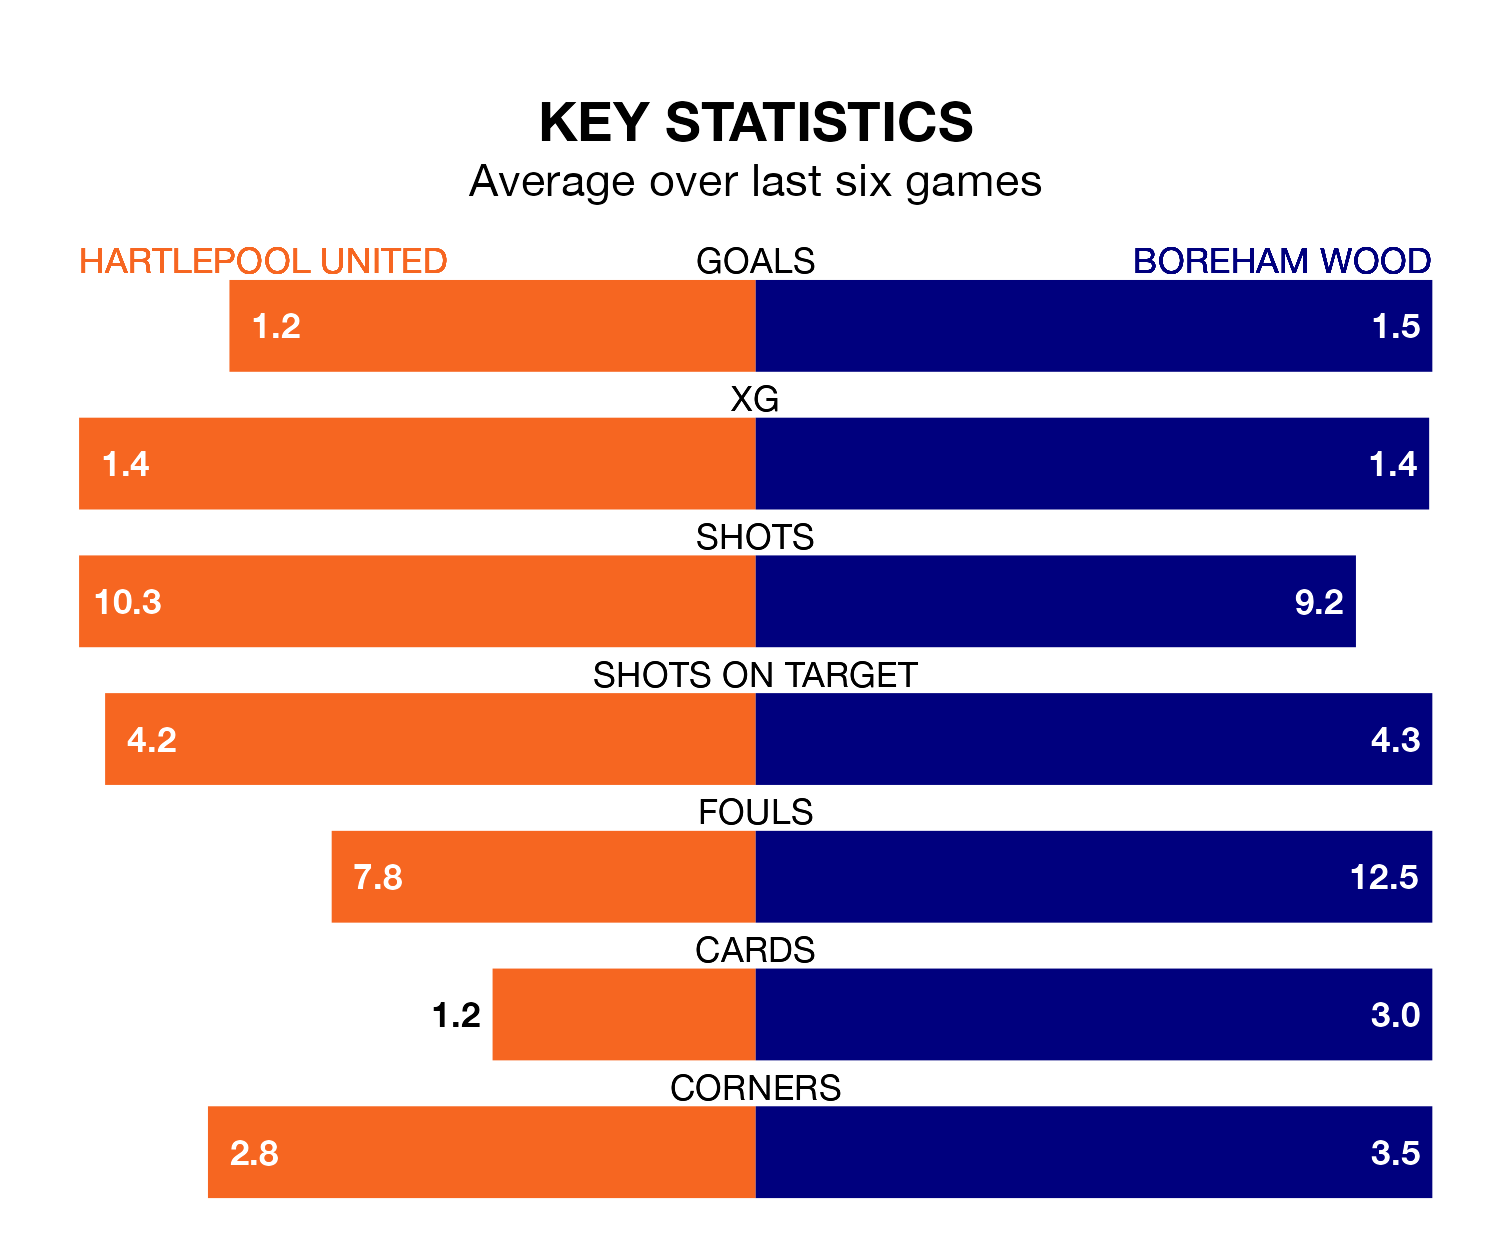 KEY STATISTICS
Average over last six games
HARTLEPOOL UNITED GOALS BOREHAM WOOD
1.2 1.5
XG
1.4 1.4
SHOTS
10.3 9.2
SHOTS ON TARGET
4.2 4.3
FOULS
7.8 12.5
CARDS
1.2 3.0
CORNERS
2.8 3.5